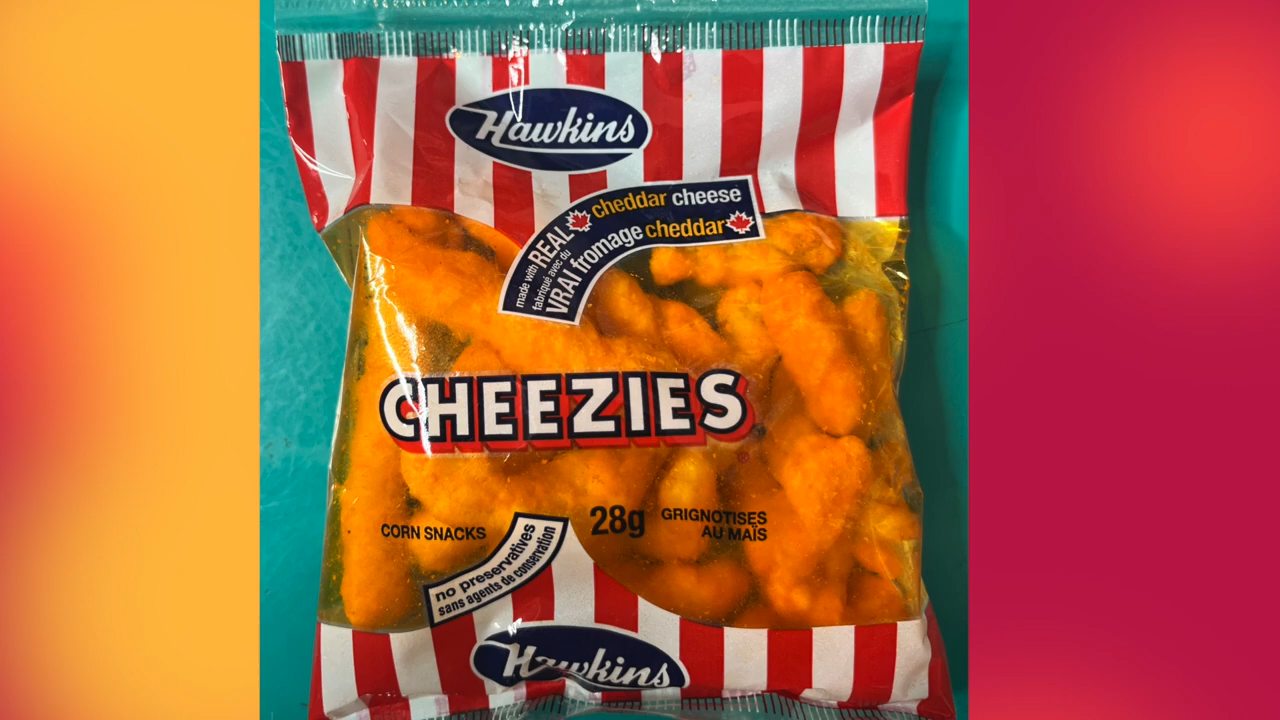 Hawkins
made with REAL cheddar cheese
fabriqué avec du VRAI fromage cheddar
CHEEZIES
®
CORN SNACKS
28g
GRIGNOTISES
AU MAÏS
no preservatives
sans agents de conservation
Hawkins